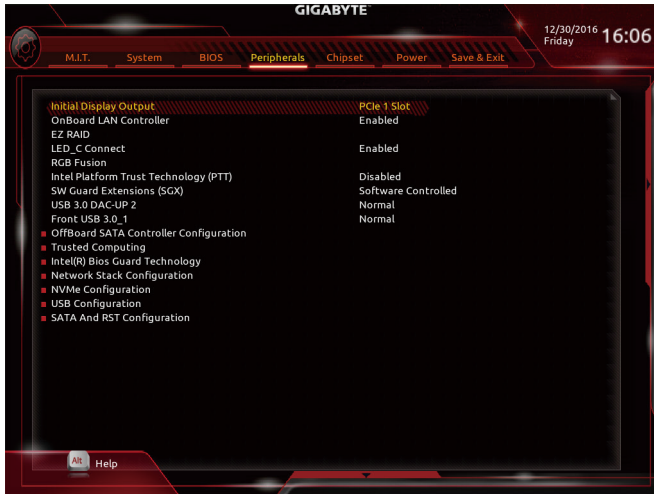 GIGABYTE™
12/30/2016 Friday 16:06
M.I.T. System BIOS Peripherals Chipset Power Save & Exit
Initial Display Output PCIe 1 Slot
OnBoard LAN Controller Enabled
EZ RAID
LED_C Connect Enabled
RGB Fusion
Intel Platform Trust Technology (PTT) Disabled
SW Guard Extensions (SGX) Software Controlled
USB 3.0 DAC-UP 2 Normal
Front USB 3.0_1 Normal
OffBoard SATA Controller Configuration
Trusted Computing
Intel(R) Bios Guard Technology
Network Stack Configuration
NVMe Configuration
USB Configuration
SATA And RST Configuration
Alt Help